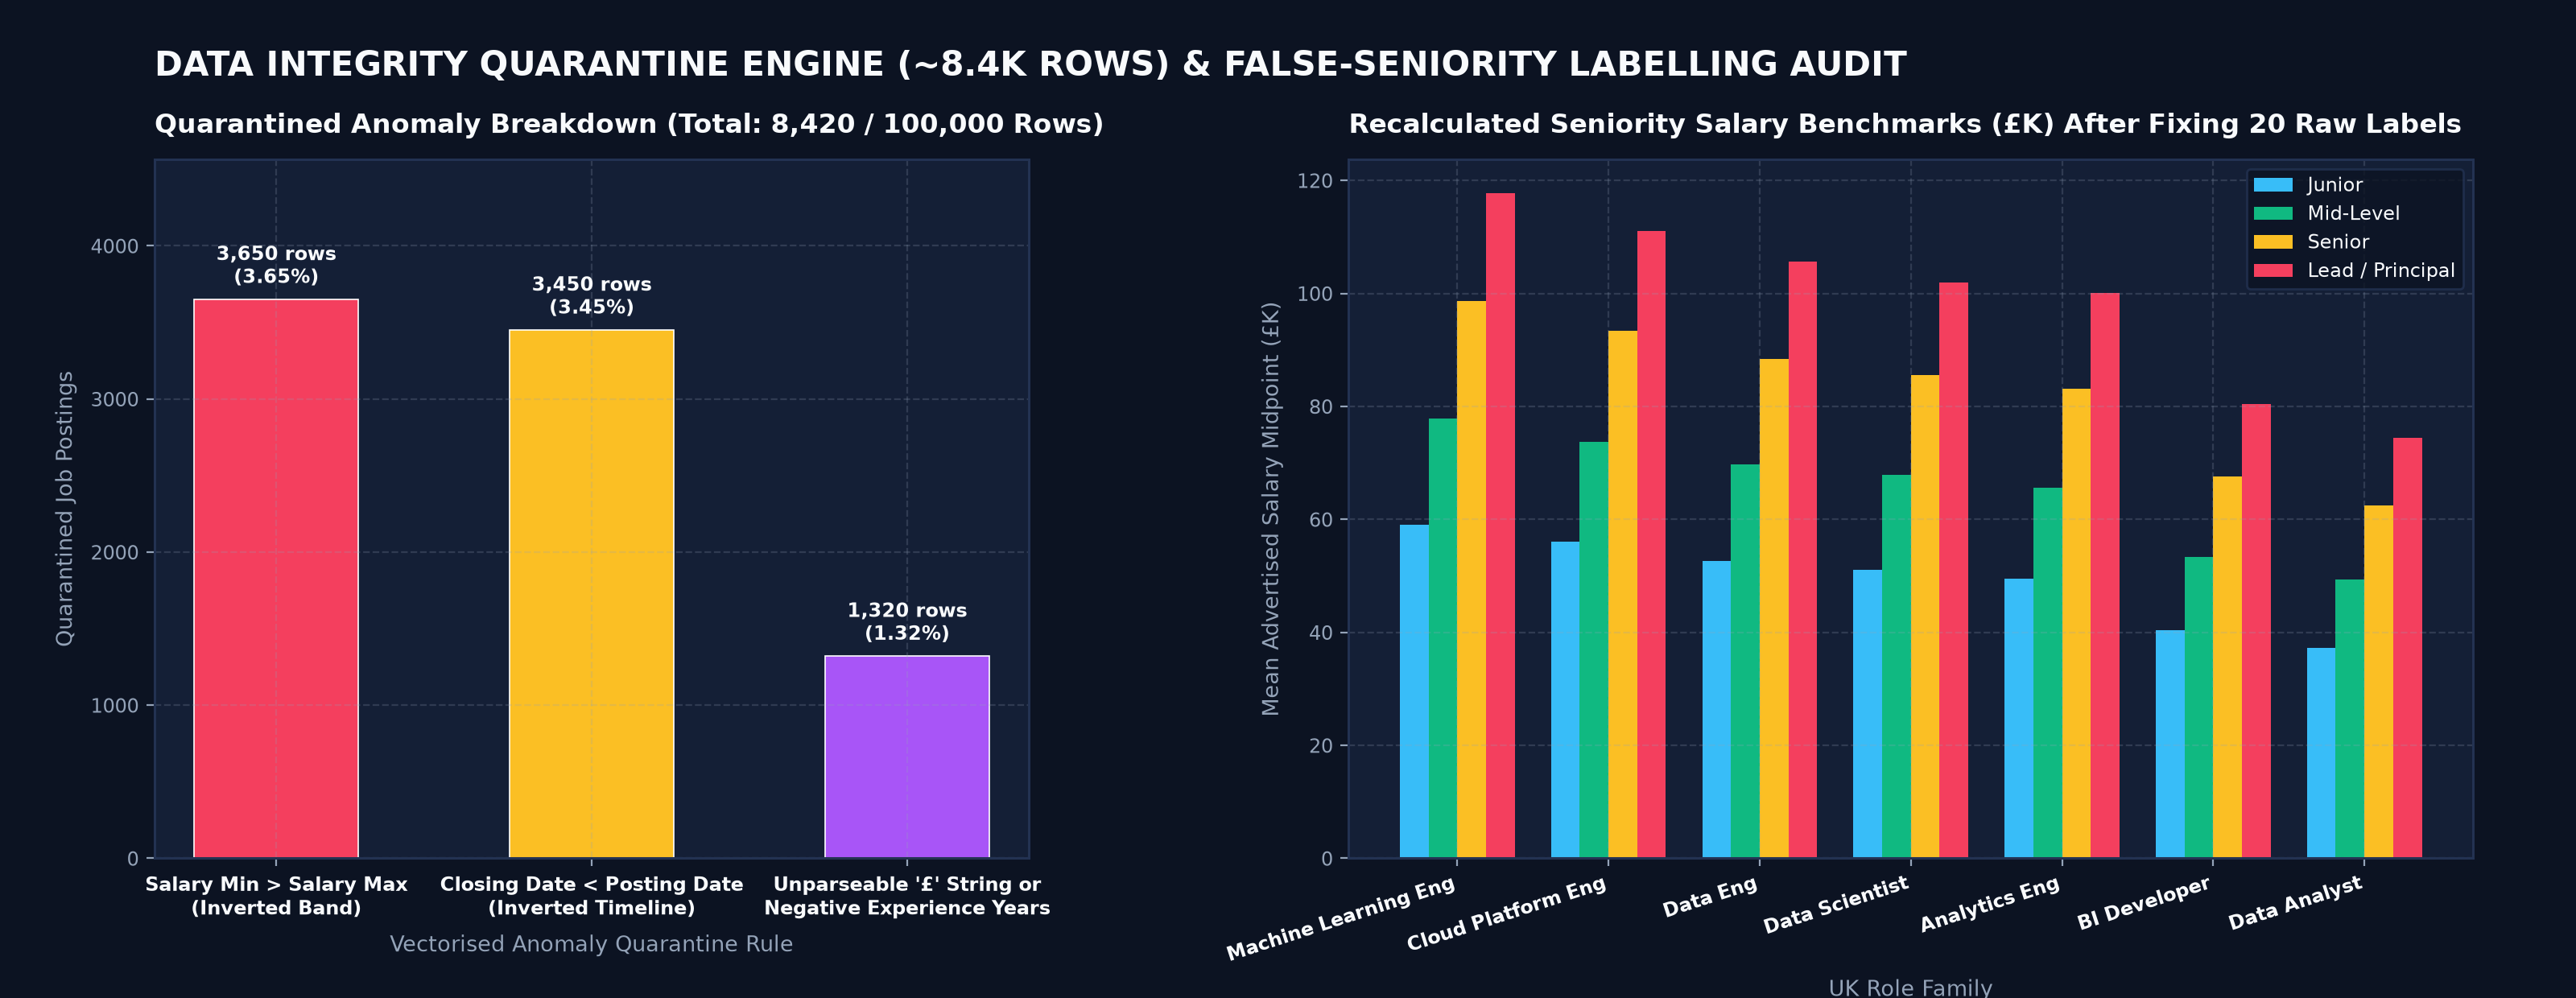 DATA INTEGRITY QUARANTINE ENGINE (~8.4K ROWS) & FALSE-SENIORITY LABELLING AUDIT
Quarantined Anomaly Breakdown (Total: 8,420 / 100,000 Rows)
Quarantined Job Postings
4000
3000
2000
1000
0
3,650 rows
(3.65%)
3,450 rows
(3.45%)
1,320 rows
(1.32%)
Salary Min > Salary Max
(Inverted Band)
Closing Date < Posting Date
(Inverted Timeline)
Unparseable '£' String or
Negative Experience Years
Vectorised Anomaly Quarantine Rule
Recalculated Seniority Salary Benchmarks (£K) After Fixing 20 Raw Labels
Mean Advertised Salary Midpoint (£K)
120
100
80
60
40
20
0
Junior
Mid-Level
Senior
Lead / Principal
Machine Learning Eng
Cloud Platform Eng
Data Eng
Data Scientist
Analytics Eng
BI Developer
Data Analyst
UK Role Family